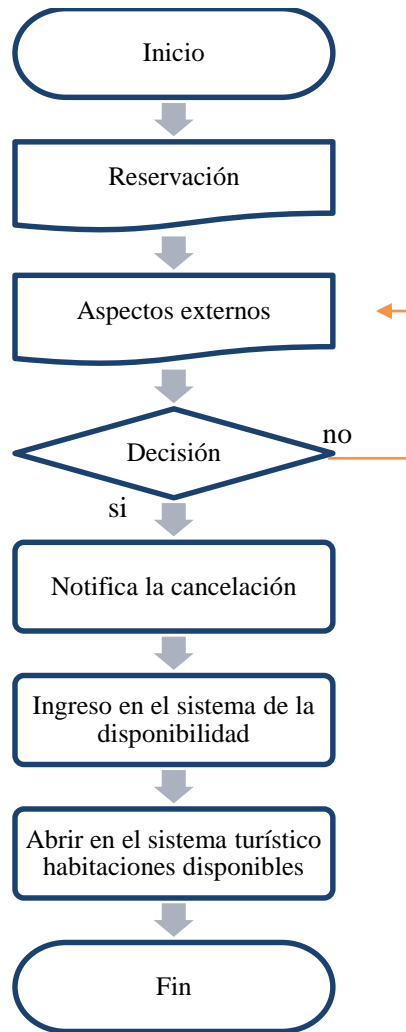 Inicio
Reservación
Aspectos externos
Decisión
no
si
Notifica la cancelación
Ingreso en el sistema de la
disponibilidad
Abrir en el sistema turístico
habitaciones disponibles
Fin